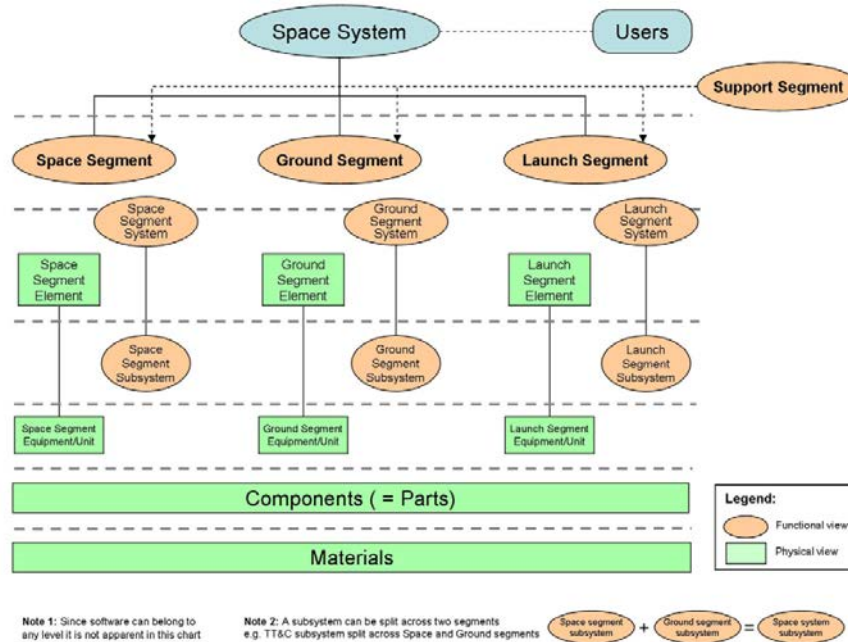 Space System
Users
Support Segment
Space Segment
Ground Segment
Launch Segment
Space
Segment
System
Ground
Segment
System
Launch
Segment
System
Space
Segment
Element
Ground
Segment
Element
Launch
Segment
Element
Space
Segment
Subsystem
Ground
Segment
Subsystem
Launch
Segment
Subsystem
Space Segment
Equipment/Unit
Ground Segment
Equipment/Unit
Launch Segment
Equipment/Unit
Components ( = Parts)
Materials
Legend:
Functional view
Physical view
Note 1: Since software can belong to
any level it is not apparent in this chart
Note 2: A subsystem can be split across two segments
e.g. TT&C subsystem split across Space and Ground segments
Space segment
subsystem
+
Ground segment
subsystem
=
Space system
subsystem